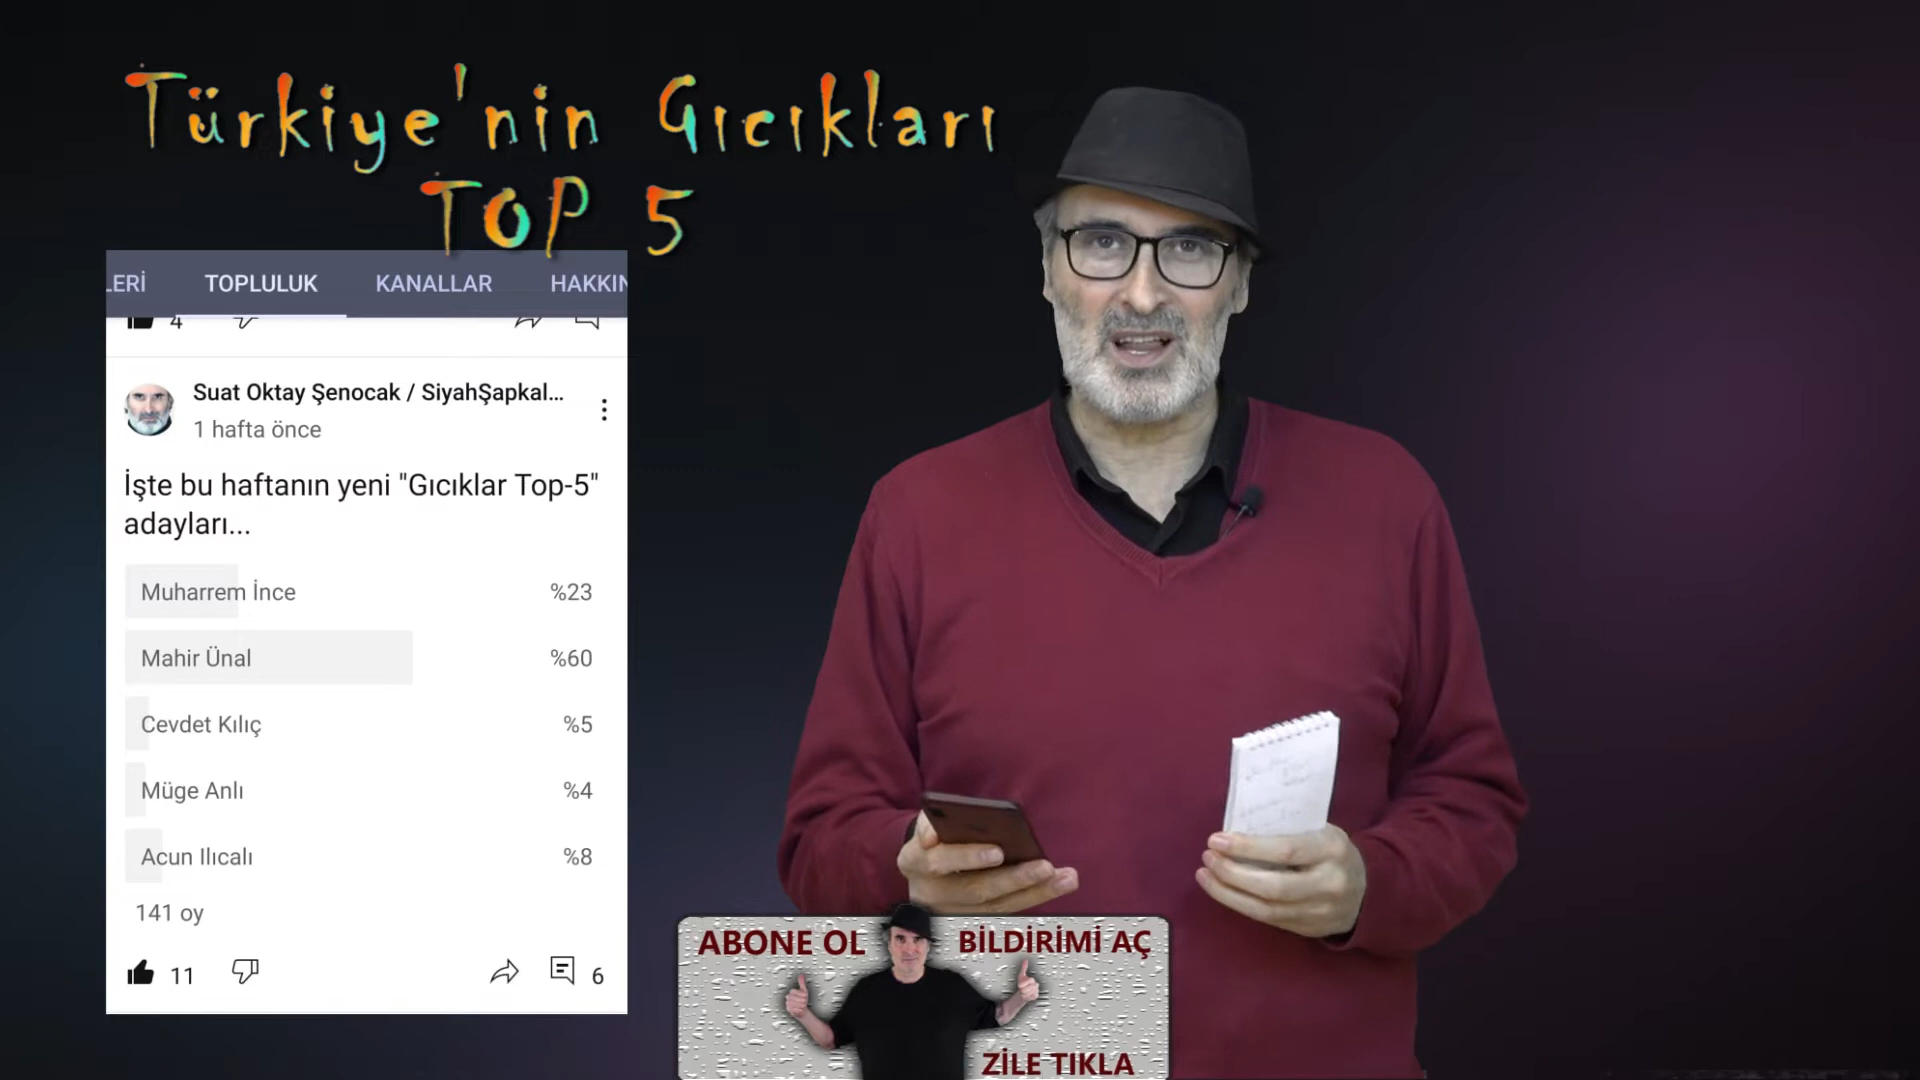 Türkiye'nin Gıcıkları
TOP 5
LERİ TOPLULUK KANALLAR HAKKIN
4
Suat Oktay Şenocak / SiyahŞapkal...
1 hafta önce
İşte bu haftanın yeni "Gıcıklar Top-5"
adayları...
Muharrem İnce %23
Mahir Ünal %60
Cevdet Kılıç %5
Müge Anlı %4
Acun Ilıcalı %8
141 oy
11 6
ABONE OL BİLDİRİMİ AÇ
ZİLE TIKLA